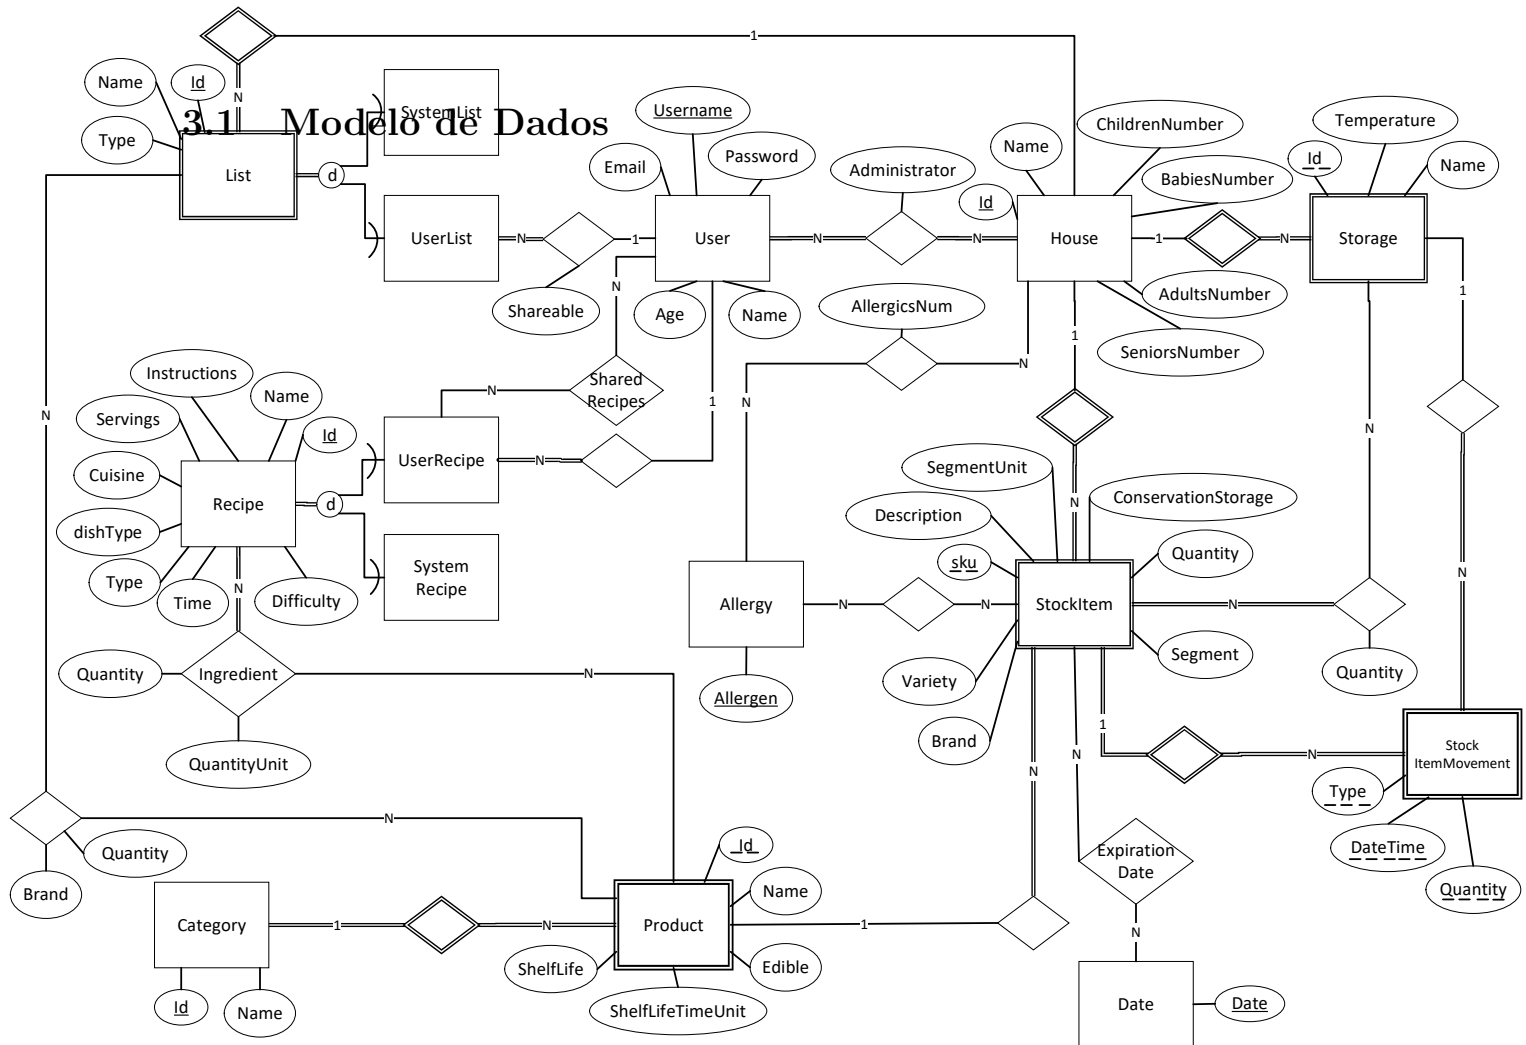 1
Name
Id
N
SystemList
Username
3.1 Modelo de Dados
ChildrenNumber
Temperature
Type
Name
Email
Password
Administrator
Id
Name
List
d
BabiesNumber
Id
UserList
N
1
User
N
N
House
1
N
Storage
Shareable
Age
Name
AllergicsNum
AdultsNumber
N
1
1
SeniorsNumber
Instructions
N
Shared
Recipes
Name
N
N
1
Servings
N
Id
N
UserRecipe
N
Cuisine
SegmentUnit
ConservationStorage
Recipe
d
N
Description
dishType
Quantity
sku
Type
System
Recipe
N
N
Time
Difficulty
Allergy
N
N
StockItem
N
Quantity
Ingredient
N
Segment
Quantity
Variety
Allergen
1
Brand
QuantityUnit
N
N
N
Stock
ItemMovement
Type
N
DateTime
Quantity
Id
Expiration
Date
Brand
Name
Quantity
Category
1
N
Product
1
N
ShelfLife
Edible
Id
Name
ShelfLifeTimeUnit
Date
Date